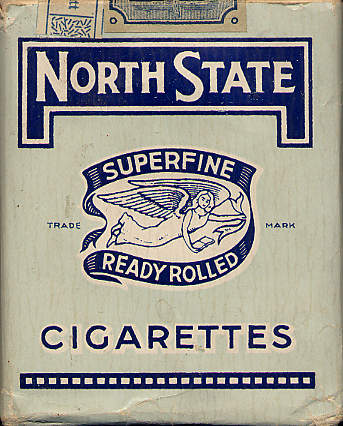 NORTH STATE
SUPERFINE
TRADE MARK
READY ROLLED
CIGARETTES